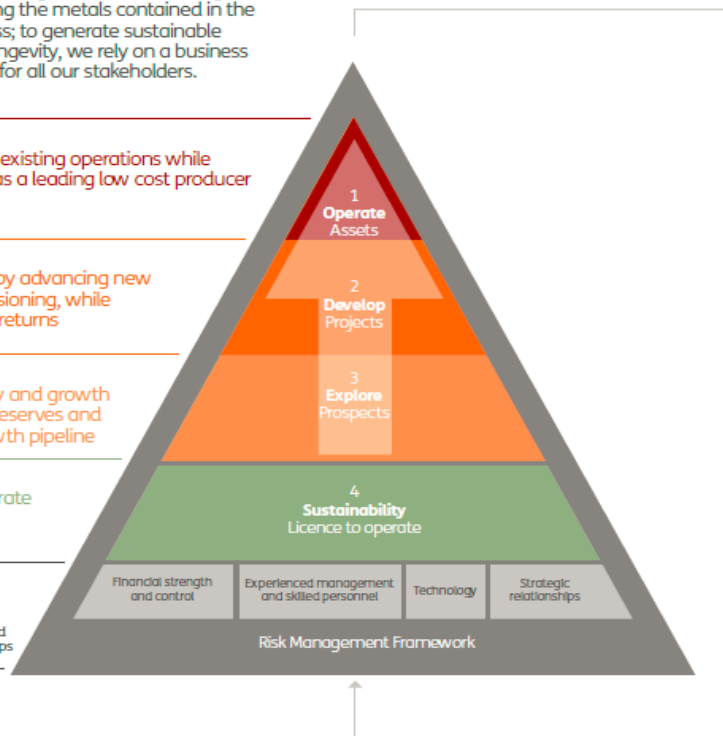 ng the metals contained in the
ss; to generate sustainable
ngevity, we rely on a business
for all our stakeholders.
existing operations while
as a leading low cost producer
by advancing new
sioning, while
returns
y and growth
eserves and
wth pipeline
rate
d
ps
1
Operate
Assets
2
Develop
Projects
3
Explore
Prospects
4
Sustainability
Licence to operate
Financial strength
and control
Experienced management
and skilled personnel
Technology
Strategic
relationships
Risk Management Framework